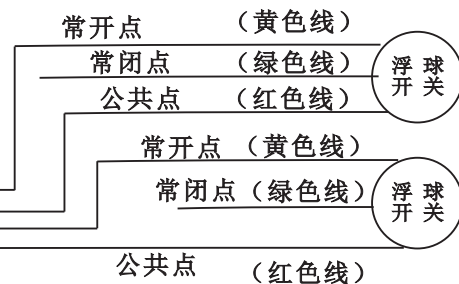 常开点 （黄色线）
常闭点 （绿色线）
公共点 （红色线）
浮球
开关
常开点 （黄色线）
常闭点（绿色线）
浮球
开关
公共点 （红色线）